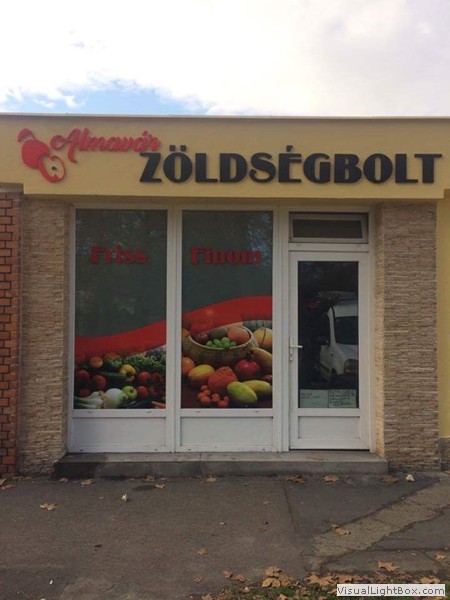 Almavár
ZÖLDSÉGBOLT
Friss Finom
VisualLightBox.com